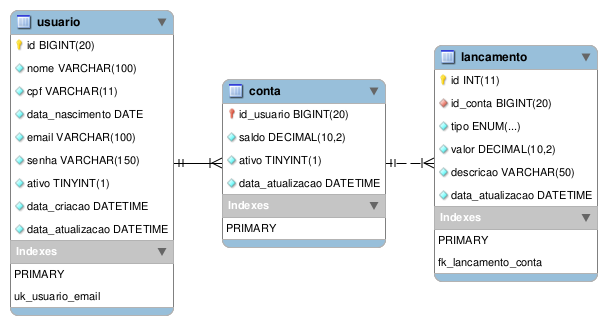 usuario
id BIGINT(20)
nome VARCHAR(100)
cpf VARCHAR(11)
data_nascimento DATE
email VARCHAR(100)
senha VARCHAR(150)
ativo TINYINT(1)
data_criacao DATETIME
data_atualizacao DATETIME
Indexes
PRIMARY
uk_usuario_email
conta
id_usuario BIGINT(20)
saldo DECIMAL(10,2)
ativo TINYINT(1)
data_atualizacao DATETIME
Indexes
PRIMARY
lancamento
id INT(11)
id_conta BIGINT(20)
tipo ENUM(...)
valor DECIMAL(10,2)
descricao VARCHAR(50)
data_atualizacao DATETIME
Indexes
PRIMARY
fk_lancamento_conta